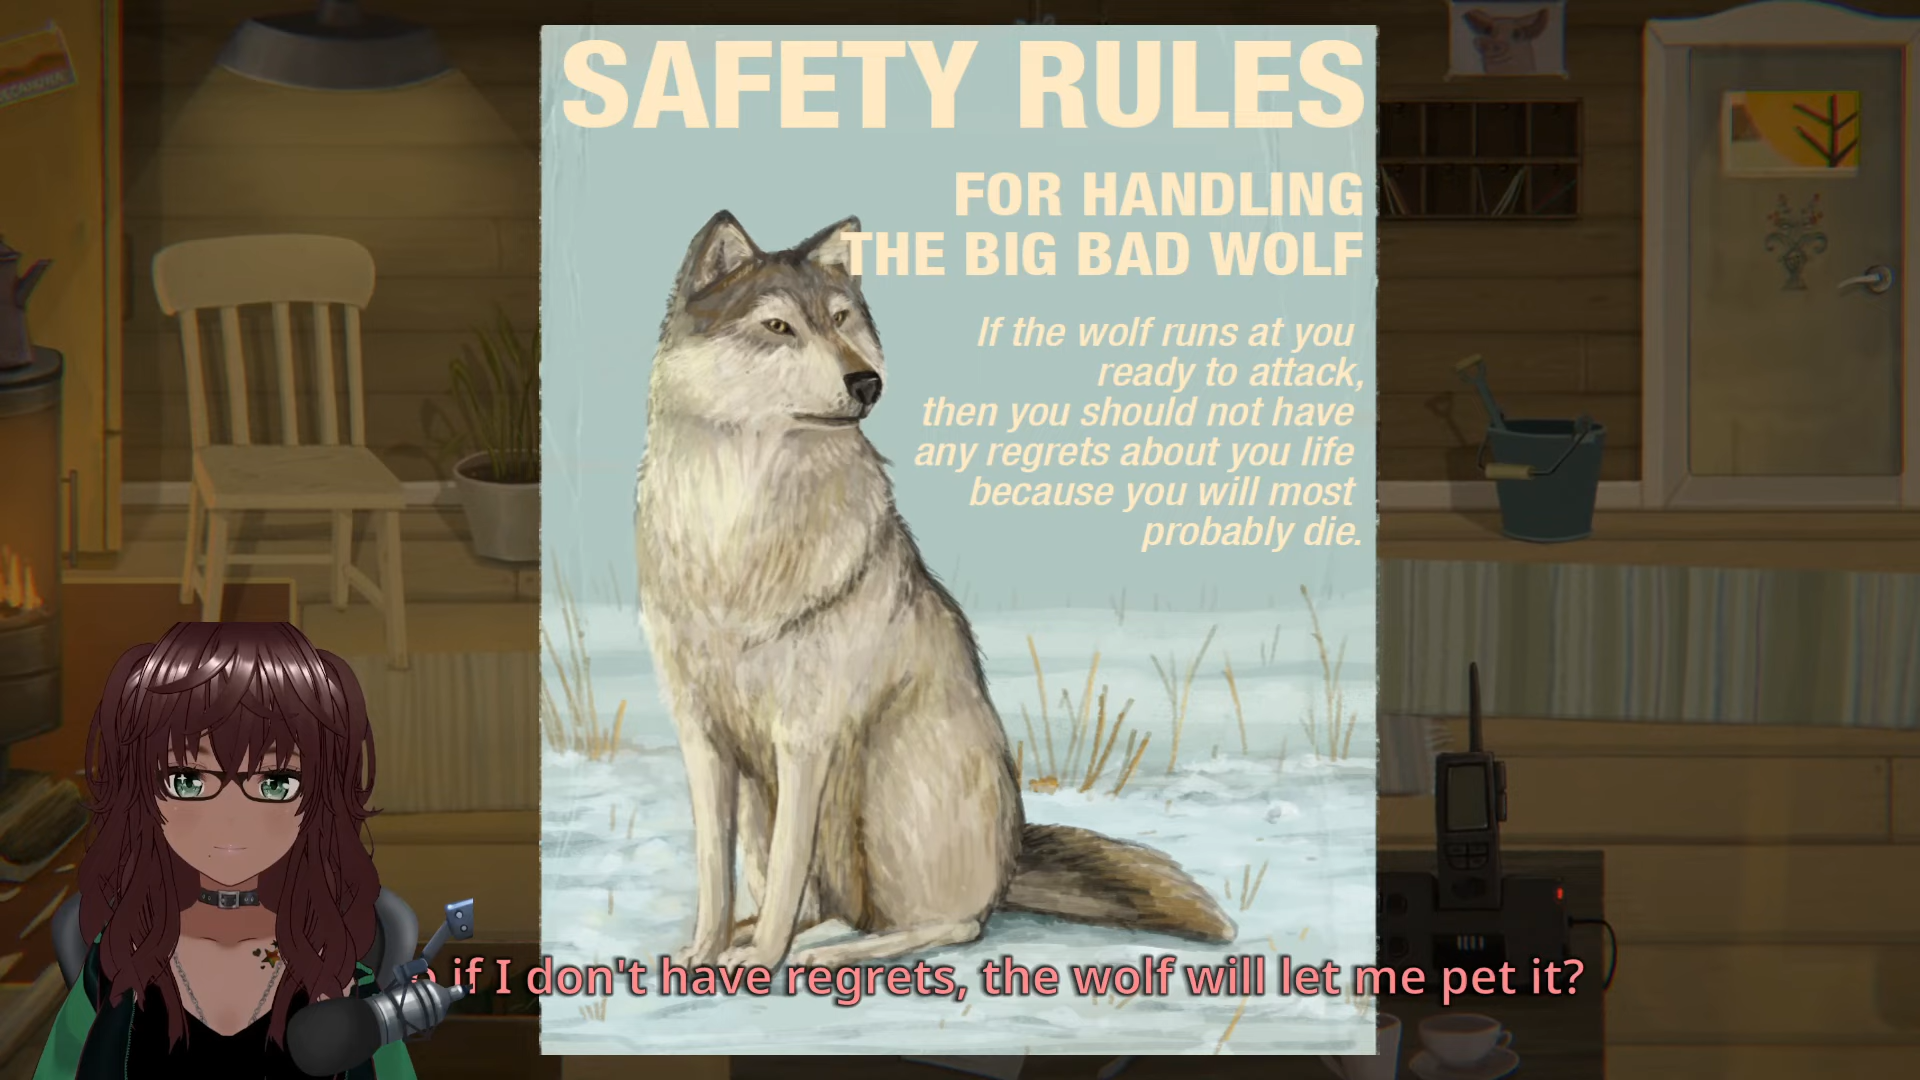 SAFETY RULES
FOR HANDLING
THE BIG BAD WOLF
If the wolf runs at you
ready to attack,
then you should not have
any regrets about you life
because you will most
probably die.
if I don't have regrets, the wolf will let me pet it?